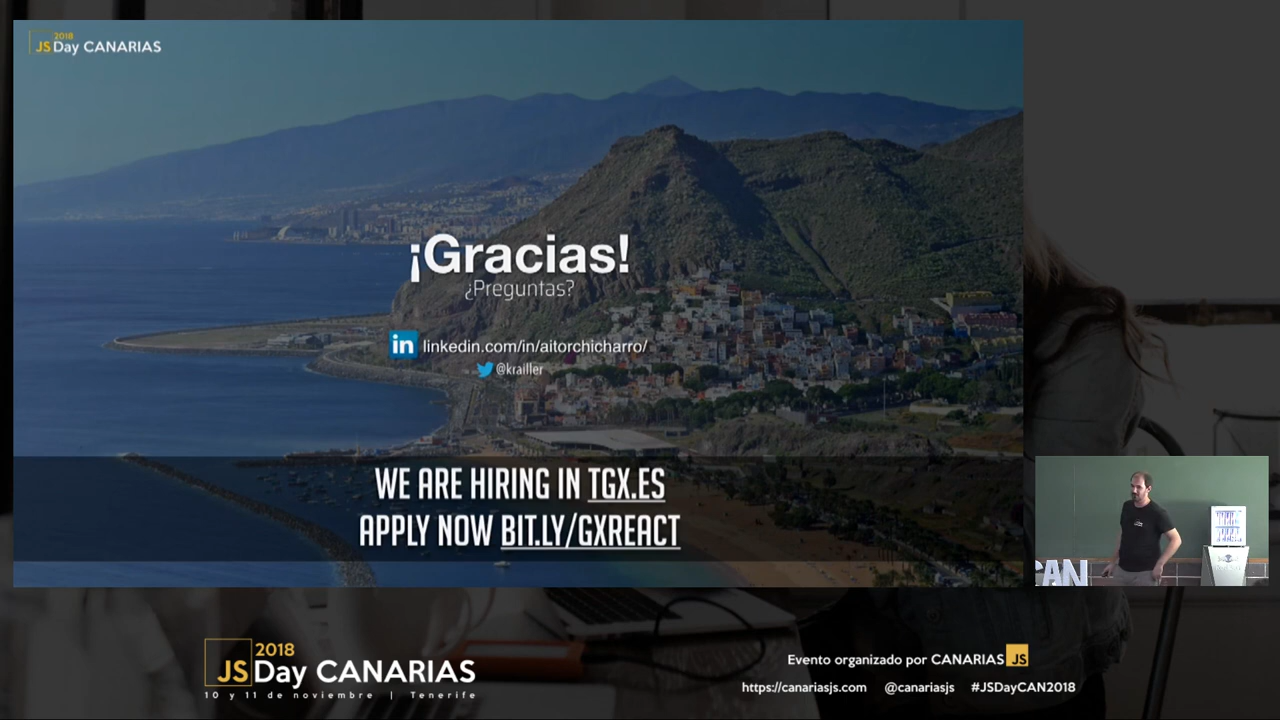 2018
JS Day CANARIAS
¡Gracias!
¿Preguntas?
in linkedin.com/in/aitorchicharro/
@krailler
WE ARE HIRING IN TGX.ES
APPLY NOW BIT.LY/GXREACT
CAN
2018
JS Day CANARIAS
10 y 11 de noviembre | Tenerife
Evento organizado por CANARIAS JS
https://canariasjs.com @canariasjs #JSDayCAN2018